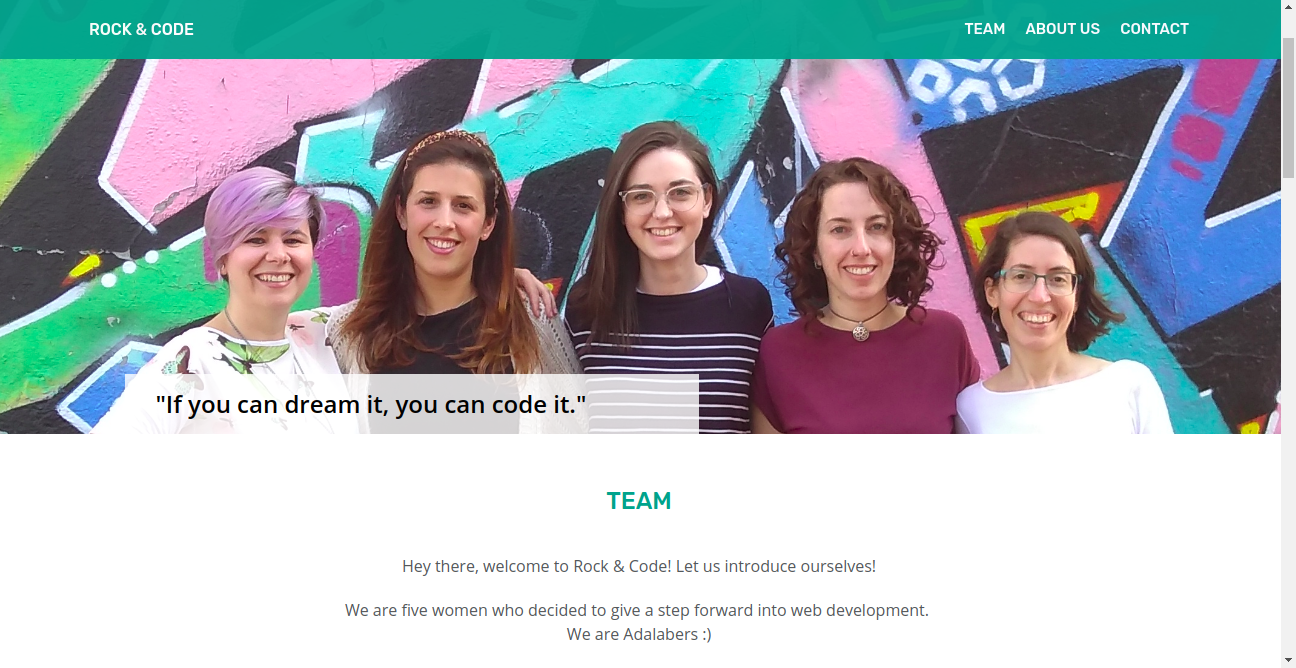 ROCK & CODE
TEAM ABOUT US CONTACT
"If you can dream it, you can code it."
TEAM
Hey there, welcome to Rock & Code! Let us introduce ourselves!
We are five women who decided to give a step forward into web development.
We are Adalabers :)